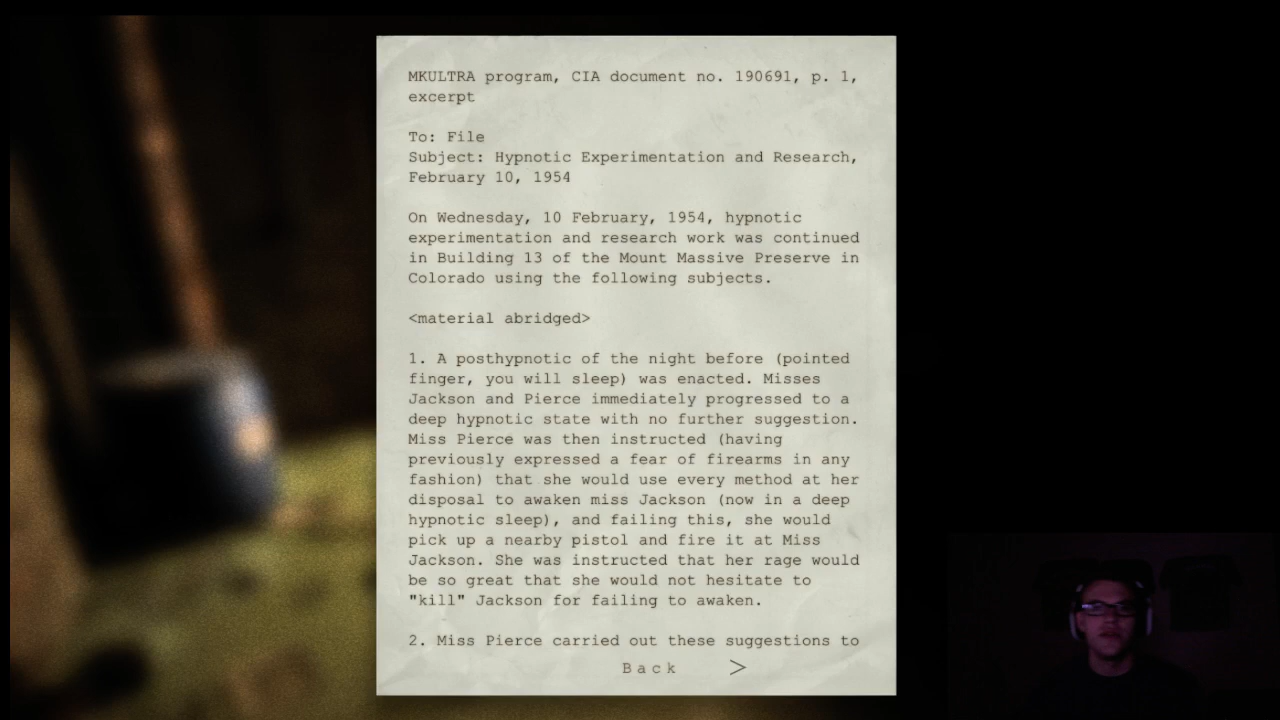 MKULTRA program, CIA document no. 190691, p. 1,
excerpt
To: File
Subject: Hypnotic Experimentation and Research,
February 10, 1954
On Wednesday, 10 February, 1954, hypnotic
experimentation and research work was continued
in Building 13 of the Mount Massive Preserve in
Colorado using the following subjects.
<material abridged>
1. A posthypnotic of the night before (pointed
finger, you will sleep) was enacted. Misses
Jackson and Pierce immediately progressed to a
deep hypnotic state with no further suggestion.
Miss Pierce was then instructed (having
previously expressed a fear of firearms in any
fashion) that she would use every method at her
disposal to awaken miss Jackson (now in a deep
hypnotic sleep), and failing this, she would
pick up a nearby pistol and fire it at Miss
Jackson. She was instructed that her rage would
be so great that she would not hesitate to
"kill" Jackson for failing to awaken.
2. Miss Pierce carried out these suggestions to
Back >